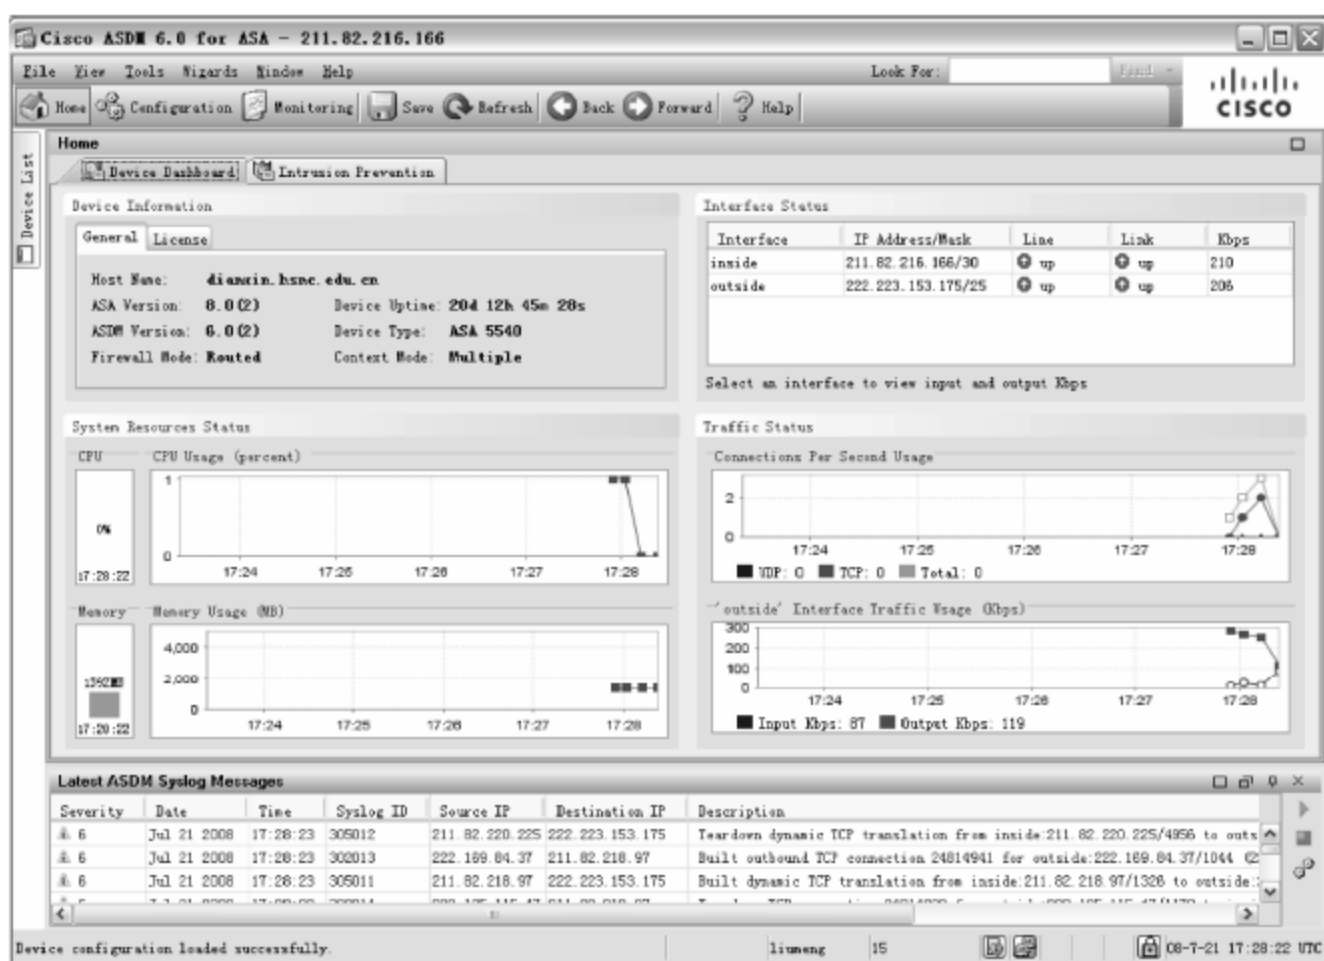 Cisco ASDM 6.0 for ASA - 211.82.216.166
File View Tools Wizards Window Help Look For: Find
Home Configuration Monitoring Save Refresh Back Forward Help
CISCO
Device List
Home
Device Dashboard Intrusion Prevention
Device Information
General License
Host Name: dianxin.hsnc.edu.cn
ASA Version: 8.0(2) Device Uptime: 20d 12h 45m 28s
ASDM Version: 6.0(2) Device Type: ASA 5540
Firewall Mode: Routed Context Mode: Multiple
Interface Status
Interface IP Address/Mask Line Link Kbps
inside 211.82.216.166/30 up up 210
outside 222.223.153.175/25 up up 206
Select an interface to view input and output Kbps
System Resources Status
CPU CPU Usage (percent)
1
0%
0
17:28:22 17:24 17:25 17:26 17:27 17:28
Memory Memory Usage (MB)
4,000
2,000
1392MB
0
17:28:22 17:24 17:25 17:26 17:27 17:28
Traffic Status
Connections Per Second Usage
2
0
17:24 17:25 17:26 17:27 17:28
UDP: 0 TCP: 0 Total: 0
'outside' Interface Traffic Usage (Kbps)
300
200
100
0
17:24 17:25 17:26 17:27 17:28
Input Kbps: 87 Output Kbps: 119
Latest ASDM Syslog Messages
Severity Date Time Syslog ID Source IP Destination IP Description
6 Jul 21 2008 17:28:23 305012 211.82.220.225 222.223.153.175 Teardown dynamic TCP translation from inside:211.82.220.225/4956 to outs
6 Jul 21 2008 17:28:23 302013 222.169.84.37 211.82.218.97 Built outbound TCP connection 24814941 for outside:222.169.84.37/1044 (2
6 Jul 21 2008 17:28:23 305011 211.82.218.97 222.223.153.175 Built dynamic TCP translation from inside:211.82.218.97/1326 to outside:
Device configuration loaded successfully. liumeng 15 08-7-21 17:28:22 UTC